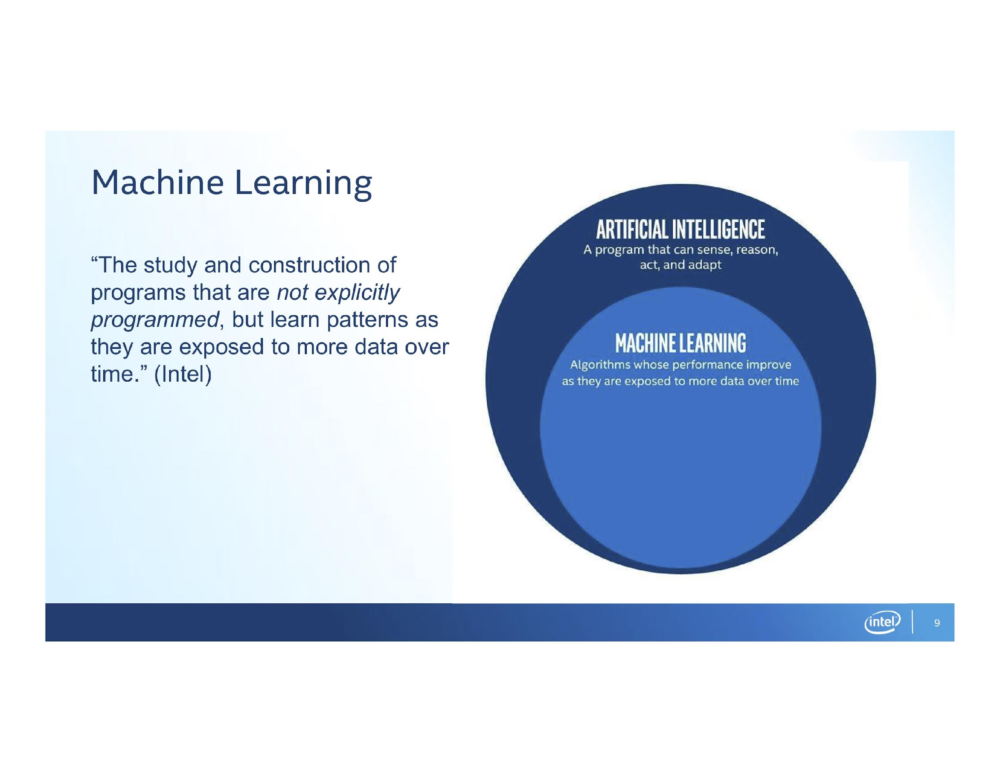 Machine Learning
“The study and construction of
programs that are not explicitly
programmed, but learn patterns as
they are exposed to more data over
time.” (Intel)
ARTIFICIAL INTELLIGENCE
A program that can sense, reason,
act, and adapt
MACHINE LEARNING
Algorithms whose performance improve
as they are exposed to more data over time
intel
9